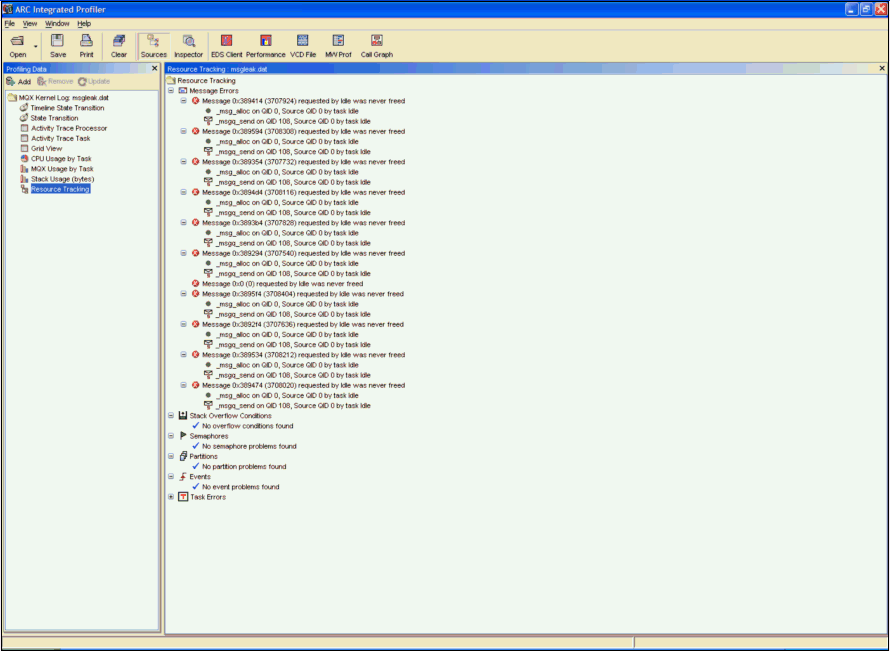 ARC Integrated Profiler
File View Window Help
Open Save Print Clear Sources Inspector EDS Client Performance VCD File MW Prof Call Graph
Profiling Data
Add Remove Update
MQX Kernel Log: msgleak.dat
Timeline State Transition
State Transition
Activity Trace Processor
Activity Trace Task
Grid View
CPU Usage by Task
MQX Usage by Task
Stack Usage (bytes)
Resource Tracking
Resource Tracking : msgleak.dat
Resource Tracking
Message Errors
Message 0x389414 (3707924) requested by Idle was never freed
_msg_alloc on QID 0, Source QID 0 by task Idle
_msgq_send on QID 108, Source QID 0 by task Idle
Message 0x389594 (3708308) requested by Idle was never freed
_msg_alloc on QID 0, Source QID 0 by task Idle
_msgq_send on QID 108, Source QID 0 by task Idle
Message 0x389354 (3707732) requested by Idle was never freed
_msg_alloc on QID 0, Source QID 0 by task Idle
_msgq_send on QID 108, Source QID 0 by task Idle
Message 0x3894d4 (3708116) requested by Idle was never freed
_msg_alloc on QID 0, Source QID 0 by task Idle
_msgq_send on QID 108, Source QID 0 by task Idle
Message 0x3893b4 (3707828) requested by Idle was never freed
_msg_alloc on QID 0, Source QID 0 by task Idle
_msgq_send on QID 108, Source QID 0 by task Idle
Message 0x389294 (3707540) requested by Idle was never freed
_msg_alloc on QID 0, Source QID 0 by task Idle
_msgq_send on QID 108, Source QID 0 by task Idle
Message 0x0 (0) requested by Idle was never freed
Message 0x3895f4 (3708404) requested by Idle was never freed
_msg_alloc on QID 0, Source QID 0 by task Idle
_msgq_send on QID 108, Source QID 0 by task Idle
Message 0x3892f4 (3707636) requested by Idle was never freed
_msg_alloc on QID 0, Source QID 0 by task Idle
_msgq_send on QID 108, Source QID 0 by task Idle
Message 0x389534 (3708212) requested by Idle was never freed
_msg_alloc on QID 0, Source QID 0 by task Idle
_msgq_send on QID 108, Source QID 0 by task Idle
Message 0x389474 (3708020) requested by Idle was never freed
_msg_alloc on QID 0, Source QID 0 by task Idle
_msgq_send on QID 108, Source QID 0 by task Idle
Stack Overflow Conditions
No overflow conditions found
Semaphores
No semaphore problems found
Partitions
No partition problems found
Events
No event problems found
Task Errors